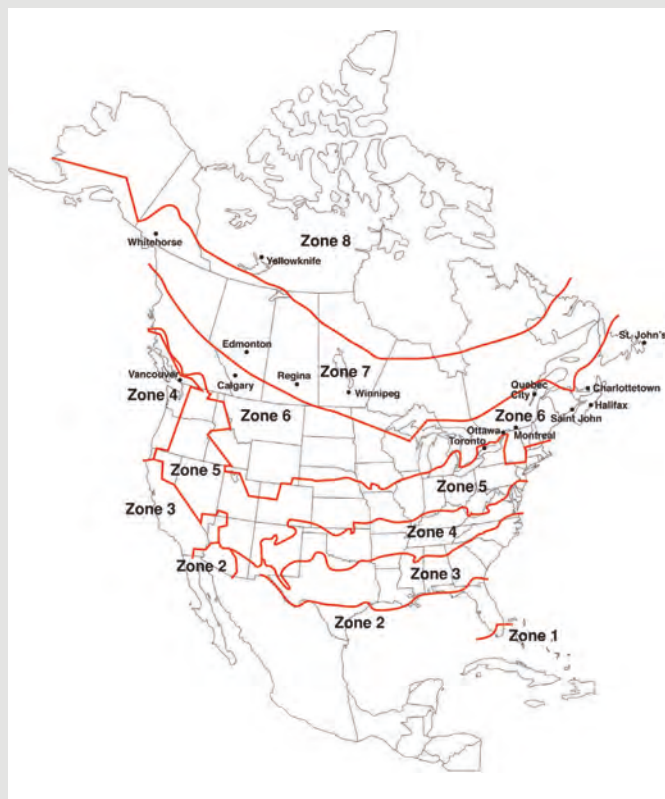 Zone 8
Whitehorse
Yellowknife
St. John's
Edmonton
Zone 7
Vancouver
Calgary
Regina
Winnipeg
Quebec
City
Charlottetown
Zone 4
Zone 6
Zone 6
Halifax
Saint John
Ottawa
Montreal
Toronto
Zone 5
Zone 5
Zone 3
Zone 4
Zone 2
Zone 3
Zone 2
Zone 1